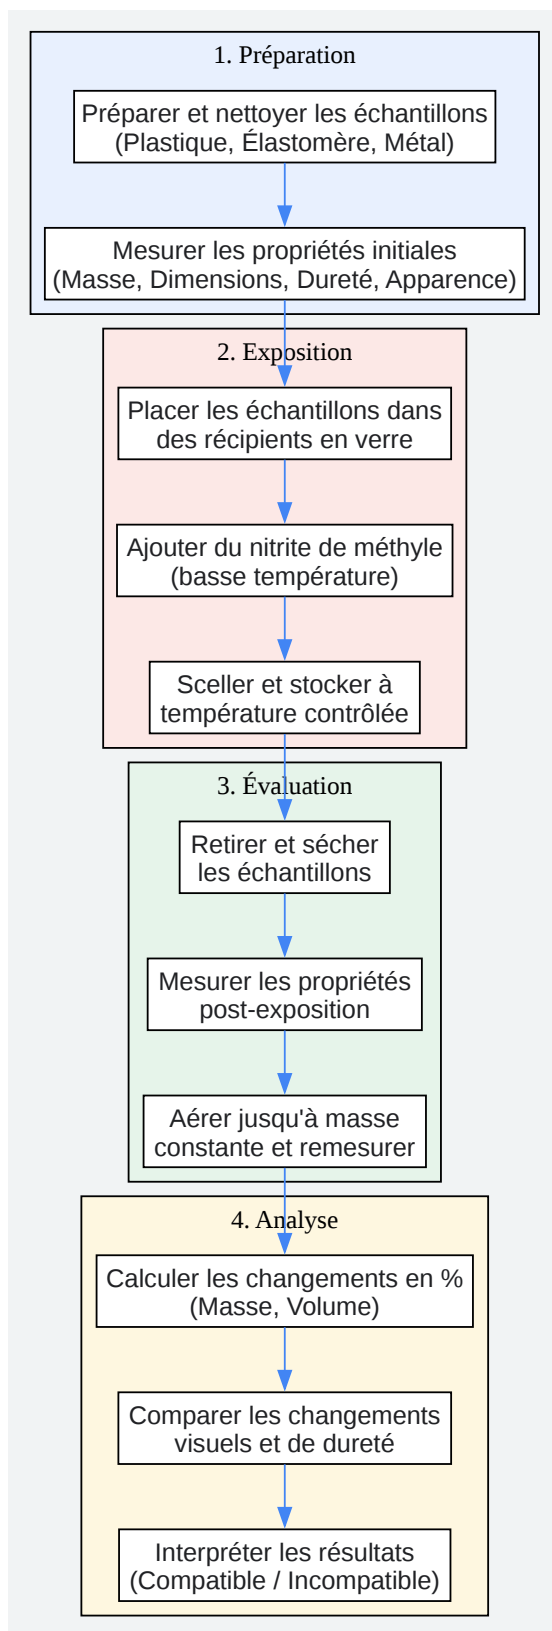 1. Préparation
Préparer et nettoyer les échantillons
(Plastique, Élastomère, Métal)
Mesurer les propriétés initiales
(Masse, Dimensions, Dureté, Apparence)
2. Exposition
Placer les échantillons dans
des récipients en verre
Ajouter du nitrite de méthyle
(basse température)
Sceller et stocker à
température contrôlée
3. Évaluation
Retirer et sécher
les échantillons
Mesurer les propriétés
post-exposition
Aérer jusqu'à masse
constante et remesurer
4. Analyse
Calculer les changements en %
(Masse, Volume)
Comparer les changements
visuels et de dureté
Interpréter les résultats
(Compatible / Incompatible)